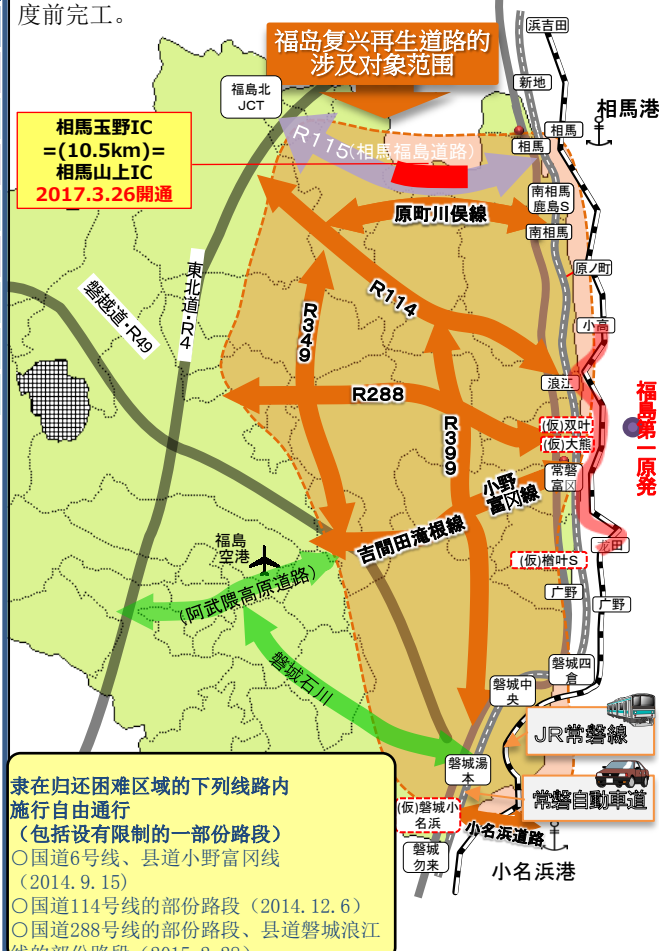 度前完工。
福岛复兴再生道路的
涉及对象范围
浜吉田
新地
相馬港
福島北
JCT
相馬
相馬
相馬玉野IC
=(10.5km)=
相馬山上IC
2017.3.26開通
R115(相馬福島道路)
南相馬
鹿島S
原町川俣線
南相馬
原ノ町
東北道・R4
磐越道・R49
R349
R114
小高
浪江
R288
福島第一原発
(仮)双叶
(仮)大熊
R399
常磐
富冈
小野
富冈線
吉間田滝根線
福島
空港
龙田
(仮)楢叶S
(阿武隈高原道路)
广野
广野
磐城石川
磐城四
倉
磐城中
央
JR常磐線
磐城湯
本
常磐自動車道
(仮)磐城小
名浜
小名浜道路
磐城
勿来
小名浜港
隶在归还困难区域的下列线路内
施行自由通行
（包括设有限制的一部份路段）
○国道6号线、县道小野富冈线
（2014.9.15)
○国道114号线的部份路段（2014.12.6）
○国道288号线的部份路段、县道磐城浪江